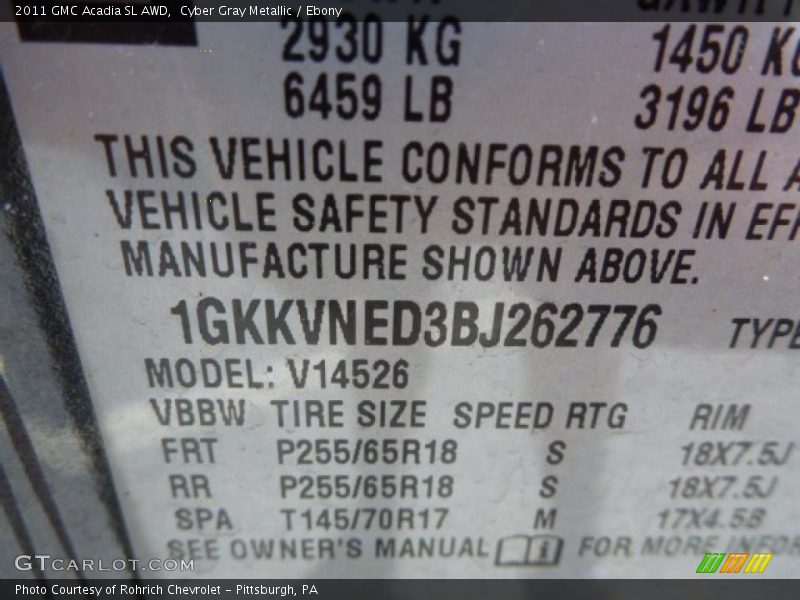 2011 GMC Acadia SL AWD, Cyber Gray Metallic / Ebony
2930 KG 1450 KG
6459 LB 3196 LB
THIS VEHICLE CONFORMS TO ALL A
VEHICLE SAFETY STANDARDS IN EFF
MANUFACTURE SHOWN ABOVE.
1GKKVNED3BJ262776 TYPE
MODEL: V14526
VBBW TIRE SIZE SPEED RTG RIM
FRT P255/65R18 S 18X7.5J
RR P255/65R18 S 18X7.5J
SPA T145/70R17 M 17X4.5B
SEE OWNER'S MANUAL FOR MORE INFOR
GTCARLOT.COM
Photo Courtesy of Rohrich Chevrolet - Pittsburgh, PA